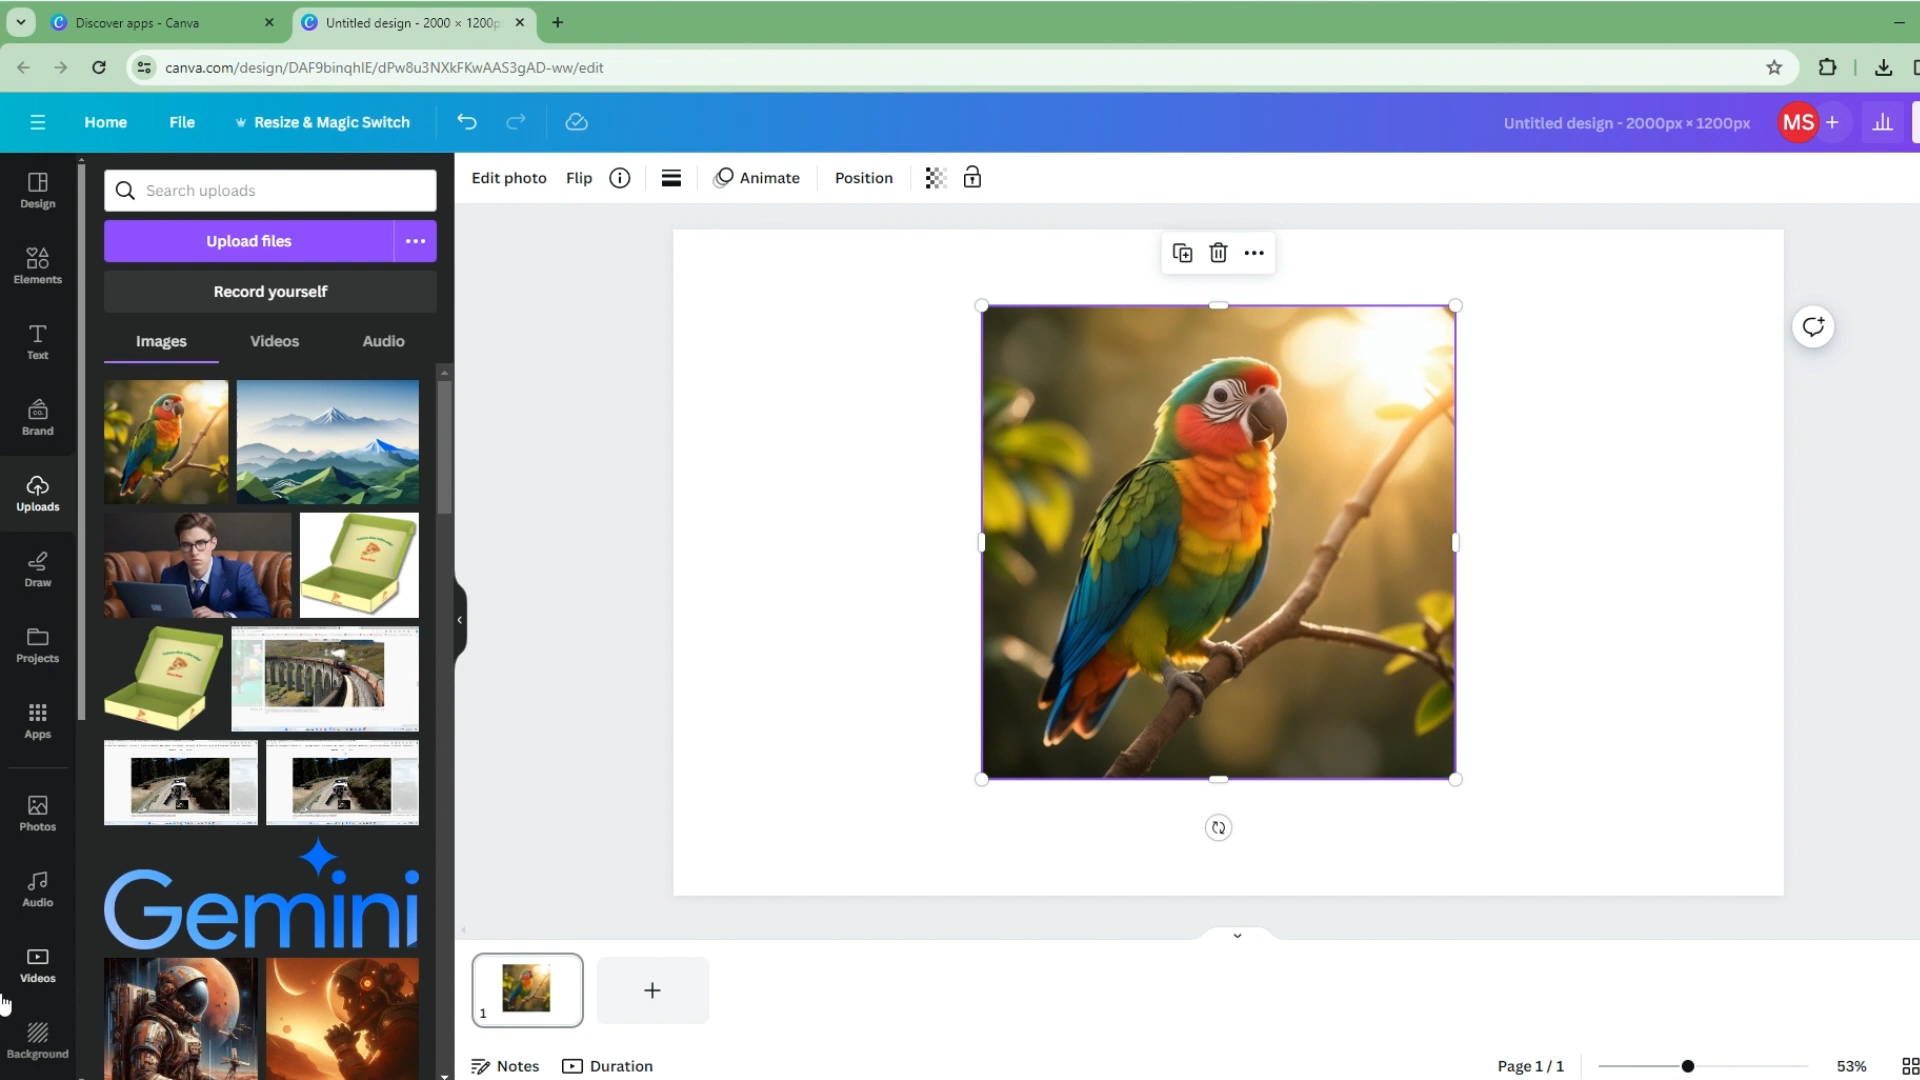 Discover apps - Canva
Untitled design - 2000 × 1200p
canva.com/design/DAF9binqhIE/dPw8u3NXkFKwAAS3gAD-ww/edit
Home
File
Resize & Magic Switch
Untitled design - 2000px × 1200px
MS
Design
Elements
Text
Brand
Uploads
Draw
Projects
Apps
Photos
Audio
Videos
Background
Search uploads
Upload files
Record yourself
Images
Videos
Audio
Gemini
Edit photo
Flip
Animate
Position
1
Notes
Duration
Page 1 / 1
53%